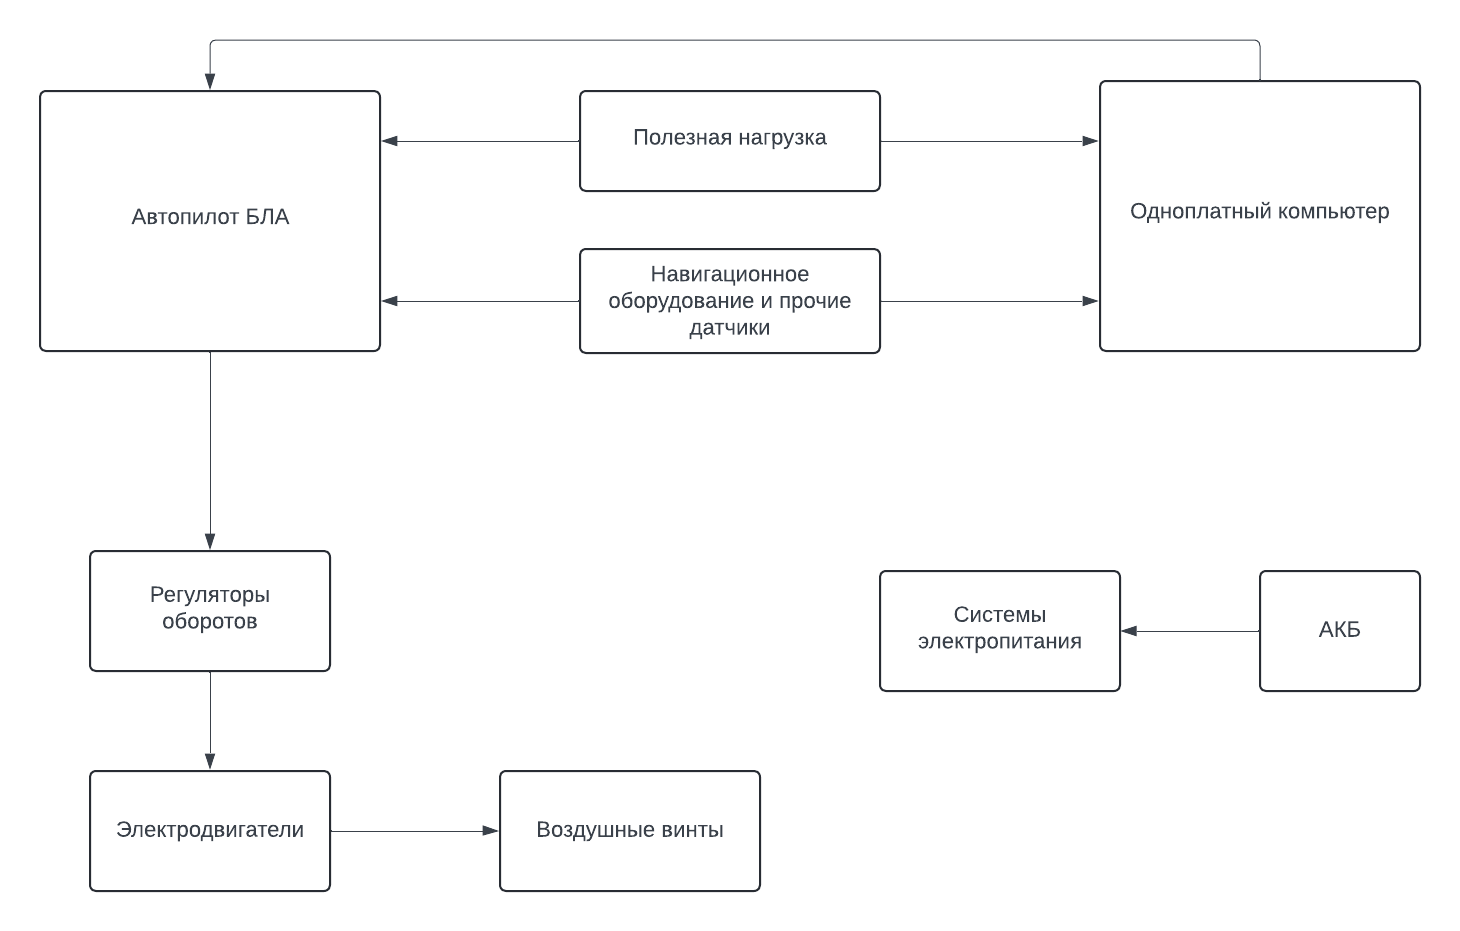 Полезная нагрузка
Автопилот БЛА
Одноплатный компьютер
Навигационное
оборудование и прочие
датчики
Регуляторы
оборотов
Системы
электропитания
АКБ
Электродвигатели
Воздушные винты